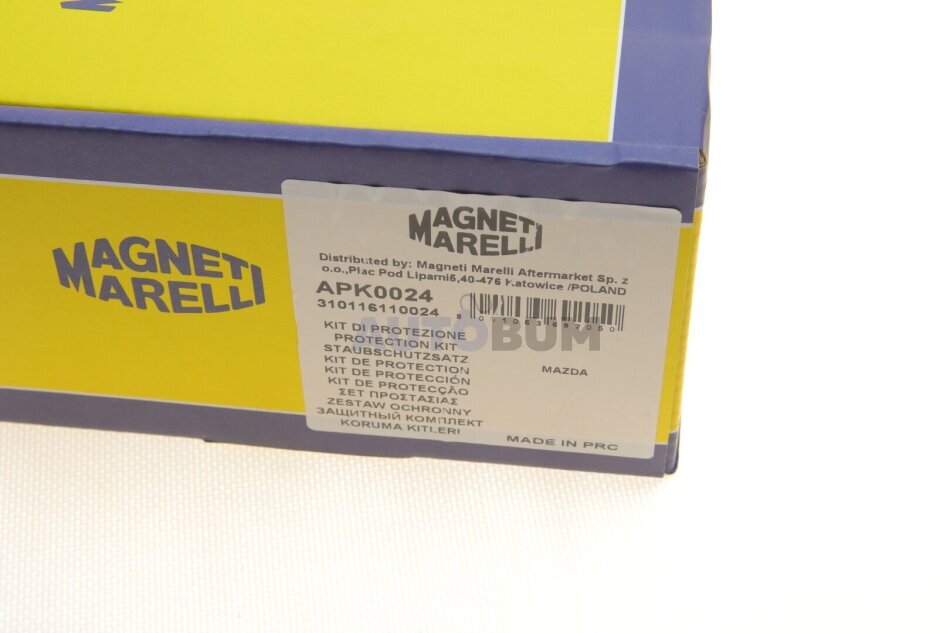 MAGNETI
MARELLI
MAGNETI
MARELLI
Distributed by: Magneti Marelli Aftermarket Sp. z
o.o.,Plac Pod Lipami5,40-476 Katowice /POLAND
APK0024
310116110024
8001063692050
KIT DI PROTEZIONE
PROTECTION KIT
STAUBSCHUTZSATZ
KIT DE PROTECTION
KIT DE PROTECCIÓN
KIT DE PROTECÇÃO
ΣΕΤ ΠΡΟΣΤΑΣΙΑΣ
ZESTAW OCHRONNY
ЗАЩИТНЫЙ КОМПЛЕКТ
KORUMA KITLERI
MAZDA
MADE IN PRC
AUTOBUM